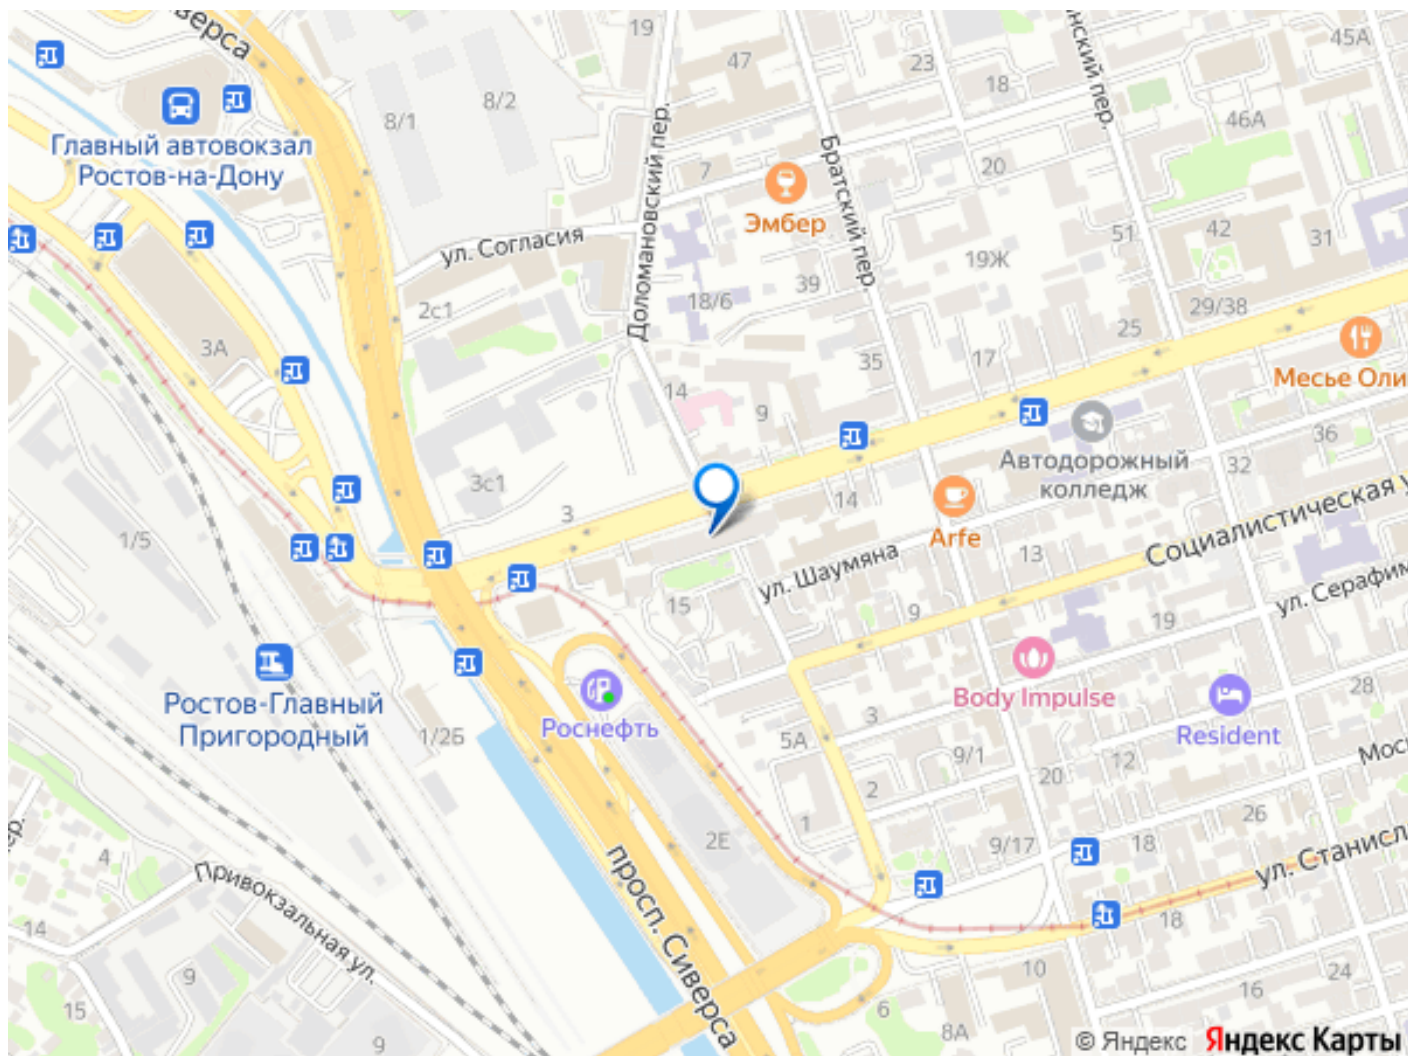 верса
19
47
23
18
45А
нский пер.
8/2
8/1
46А
Главный автовокзал
Ростов-на-Дону
Доломановский пер.
7
Братский пер.
20
Эмбер
ул. Согласия
51
42
31
19Ж
39
18/6
2с1
29/38
25
3А
35
17
14
9
Месье Оли
36
Автодорожный
колледж
32
3с1
14
3
1/5
Arfe
Социалистическая у
13
ул. Шаумяна
ул. Серафим
15
9
19
Ростов-Главный
Пригородный
Роснефть
Body Impulse
28
Resident
3
5А
1/2Б
9/1
12
Мос
20
2
26
1
2Е
9/17
18
ул. Станисл
4
Привокзальная ул.
просп. Сиверса
14
18
9
10
24
16
15
6
8А
9
© Яндекс Яндекс Карты